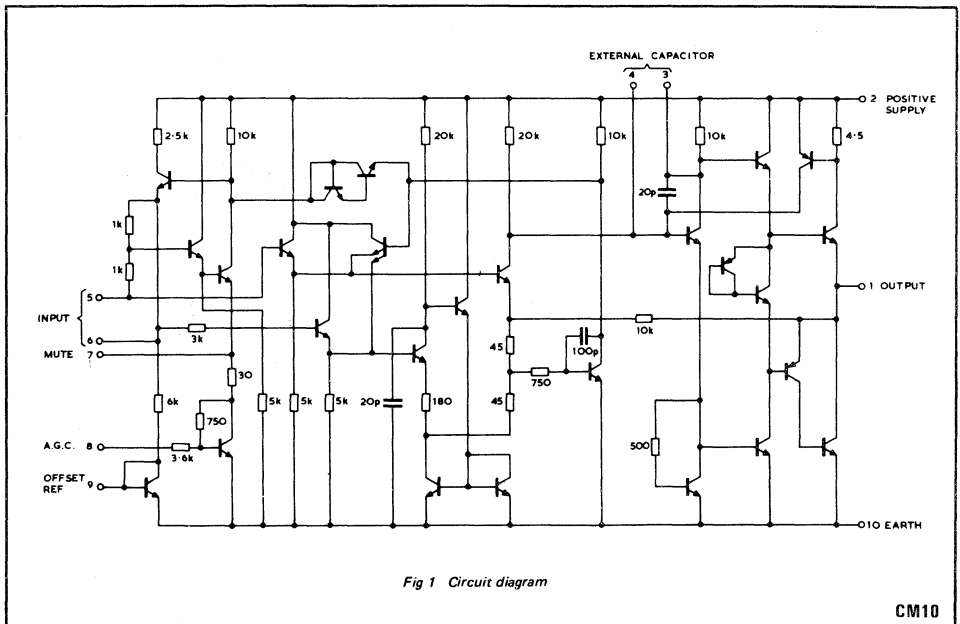 EXTERNAL CAPACITOR
4 3
2 POSITIVE SUPPLY
2·5k
10k
20k
20k
10k
10k
4·5
20p
1k
1k
5
INPUT
6
MUTE 7
3k
30
6k
750
A.G.C. 8
3·6k
OFFSET REF 9
5k
5k
5k
20p
180
45
45
750
100p
10k
500
1 OUTPUT
10 EARTH
Fig 1 Circuit diagram
CM10